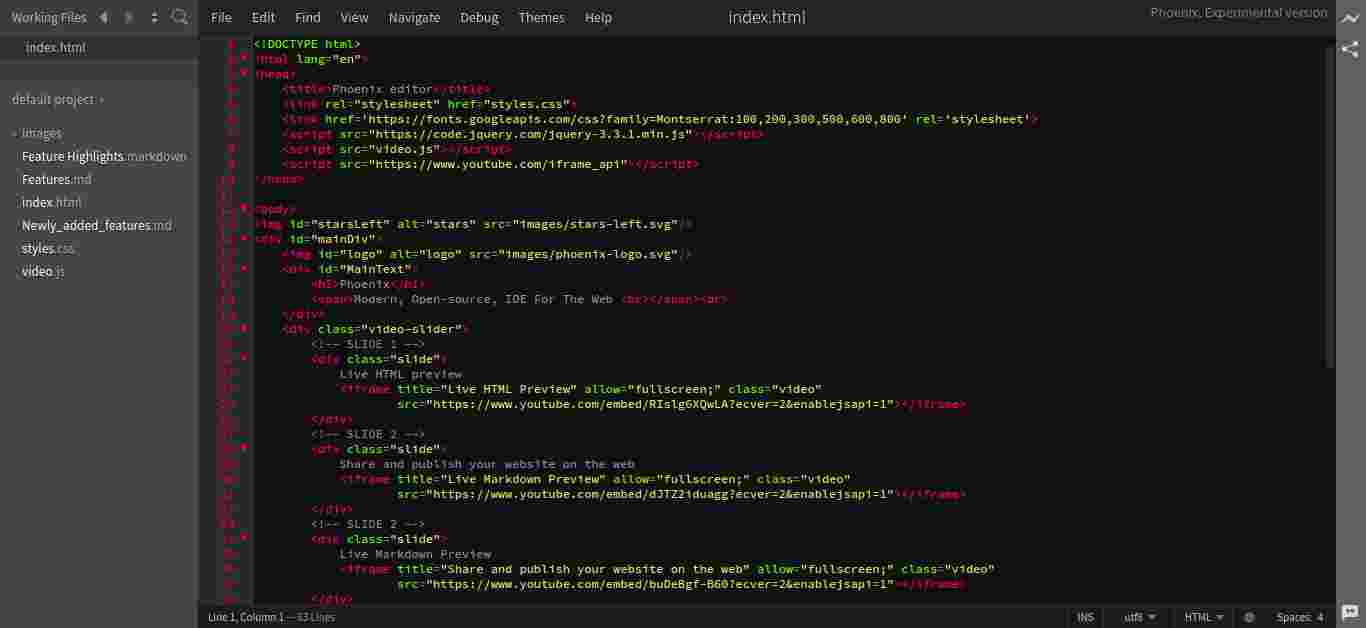 Working Files
index.html
default project
images
Feature Highlights.markdown
Features.md
index.html
Newly_added_features.md
styles.css
video.js
File Edit Find View Navigate Debug Themes Help
index.html
Phoenix, Experimental version
<!DOCTYPE html>
<html lang="en">
<head>
<title>Phoenix editor</title>
<link rel="stylesheet" href="styles.css">
<link href='https://fonts.googleapis.com/css?family=Montserrat:100,200,300,500,600,800' rel='stylesheet'>
<script src="https://code.jquery.com/jquery-3.3.1.min.js"></script>
<script src="video.js"></script>
<script src="https://www.youtube.com/iframe_api"></script>
</head>
<body>
<img id="starsLeft" alt="stars" src="images/stars-left.svg"/>
<div id="mainDiv">
<img id="logo" alt="logo" src="images/phoenix-logo.svg"/>
<div id="MainText">
<h1>Phoenix</h1>
<span>Modern, Open-source, IDE For The Web <br></span><br>
</div>
<div class="video-slider">
<!-- SLIDE 1 -->
<div class="slide">
Live HTML preview
<iframe title="Live HTML Preview" allow="fullscreen;" class="video"
src="https://www.youtube.com/embed/RIslg6XQwLA?ecver=2&enablejsapi=1"></iframe>
</div>
<!-- SLIDE 2 -->
<div class="slide">
Share and publish your website on the web
<iframe title="Live Markdown Preview" allow="fullscreen;" class="video"
src="https://www.youtube.com/embed/dJTZ2iduagg?ecver=2&enablejsapi=1"></iframe>
</div>
<!-- SLIDE 2 -->
<div class="slide">
Live Markdown Preview
<iframe title="Share and publish your website on the web" allow="fullscreen;" class="video"
src="https://www.youtube.com/embed/buDeBgf-B60?ecver=2&enablejsapi=1"></iframe>
</div>
Line 1, Column 1 — 83 Lines
INS utf8 HTML Spaces: 4